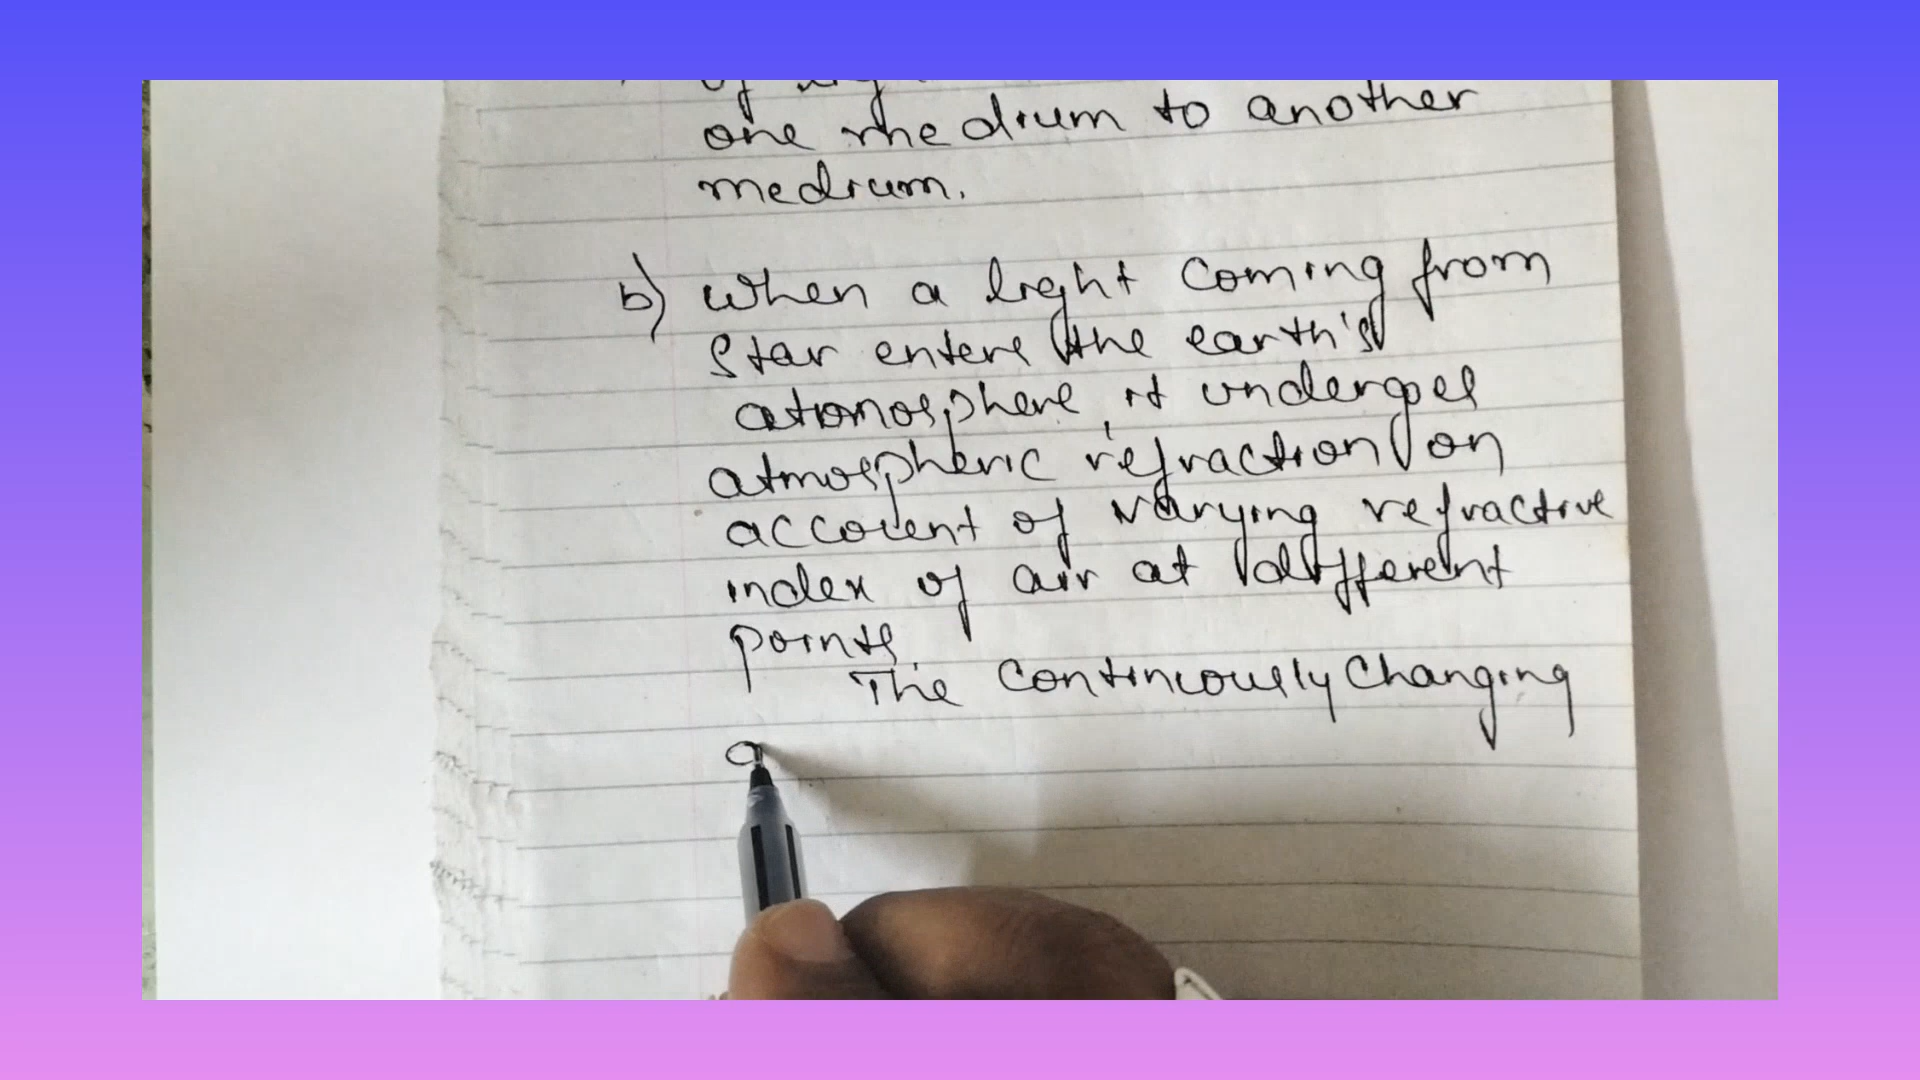 one medium to another
medium.
b) When a light coming from
star enters the earth's
atomosphere, it undergoes
atmospheric refraction on
account of varying refractive
index of air at different
points.
The continuously changing
a